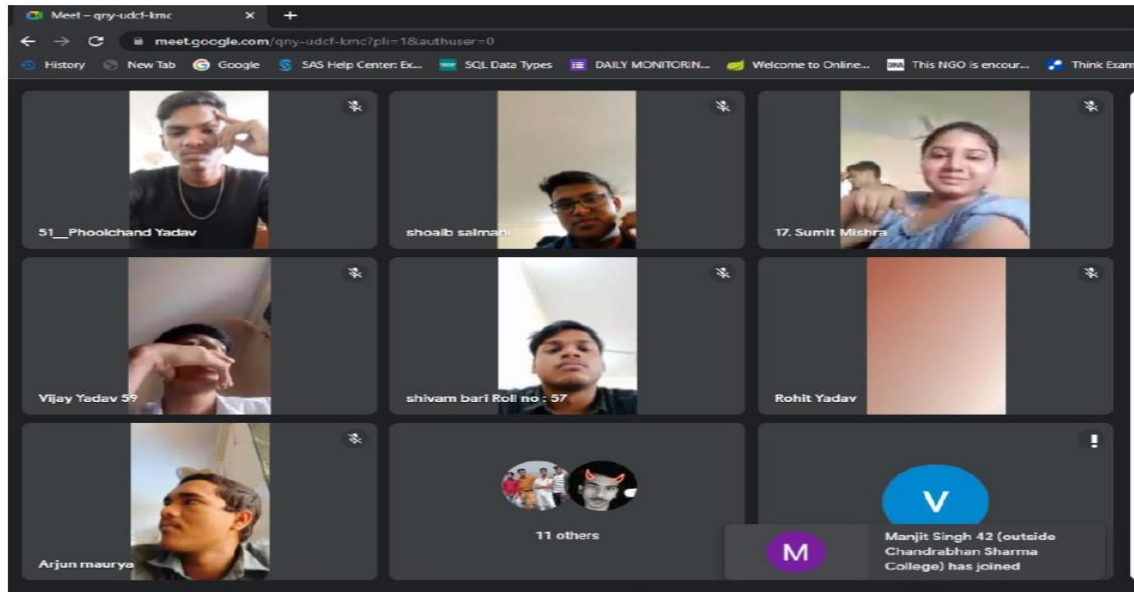 Meet – qny-udcf-kmc
meet.google.com/qny-udcf-kmc?pli=1&authuser=0
History New Tab Google SAS Help Center: Ex... SQL Data Types DAILY MONITORIN... Welcome to Online... This NGO is encour... Think Exam
51__Phoolchand Yadav
shoaib salmani
17. Sumit Mishra
Vijay Yadav 59
shivam bari Roll no : 57
Rohit Yadav
Arjun maurya
11 others
V
M
Manjit Singh 42 (outside
Chandrabhan Sharma
College) has joined